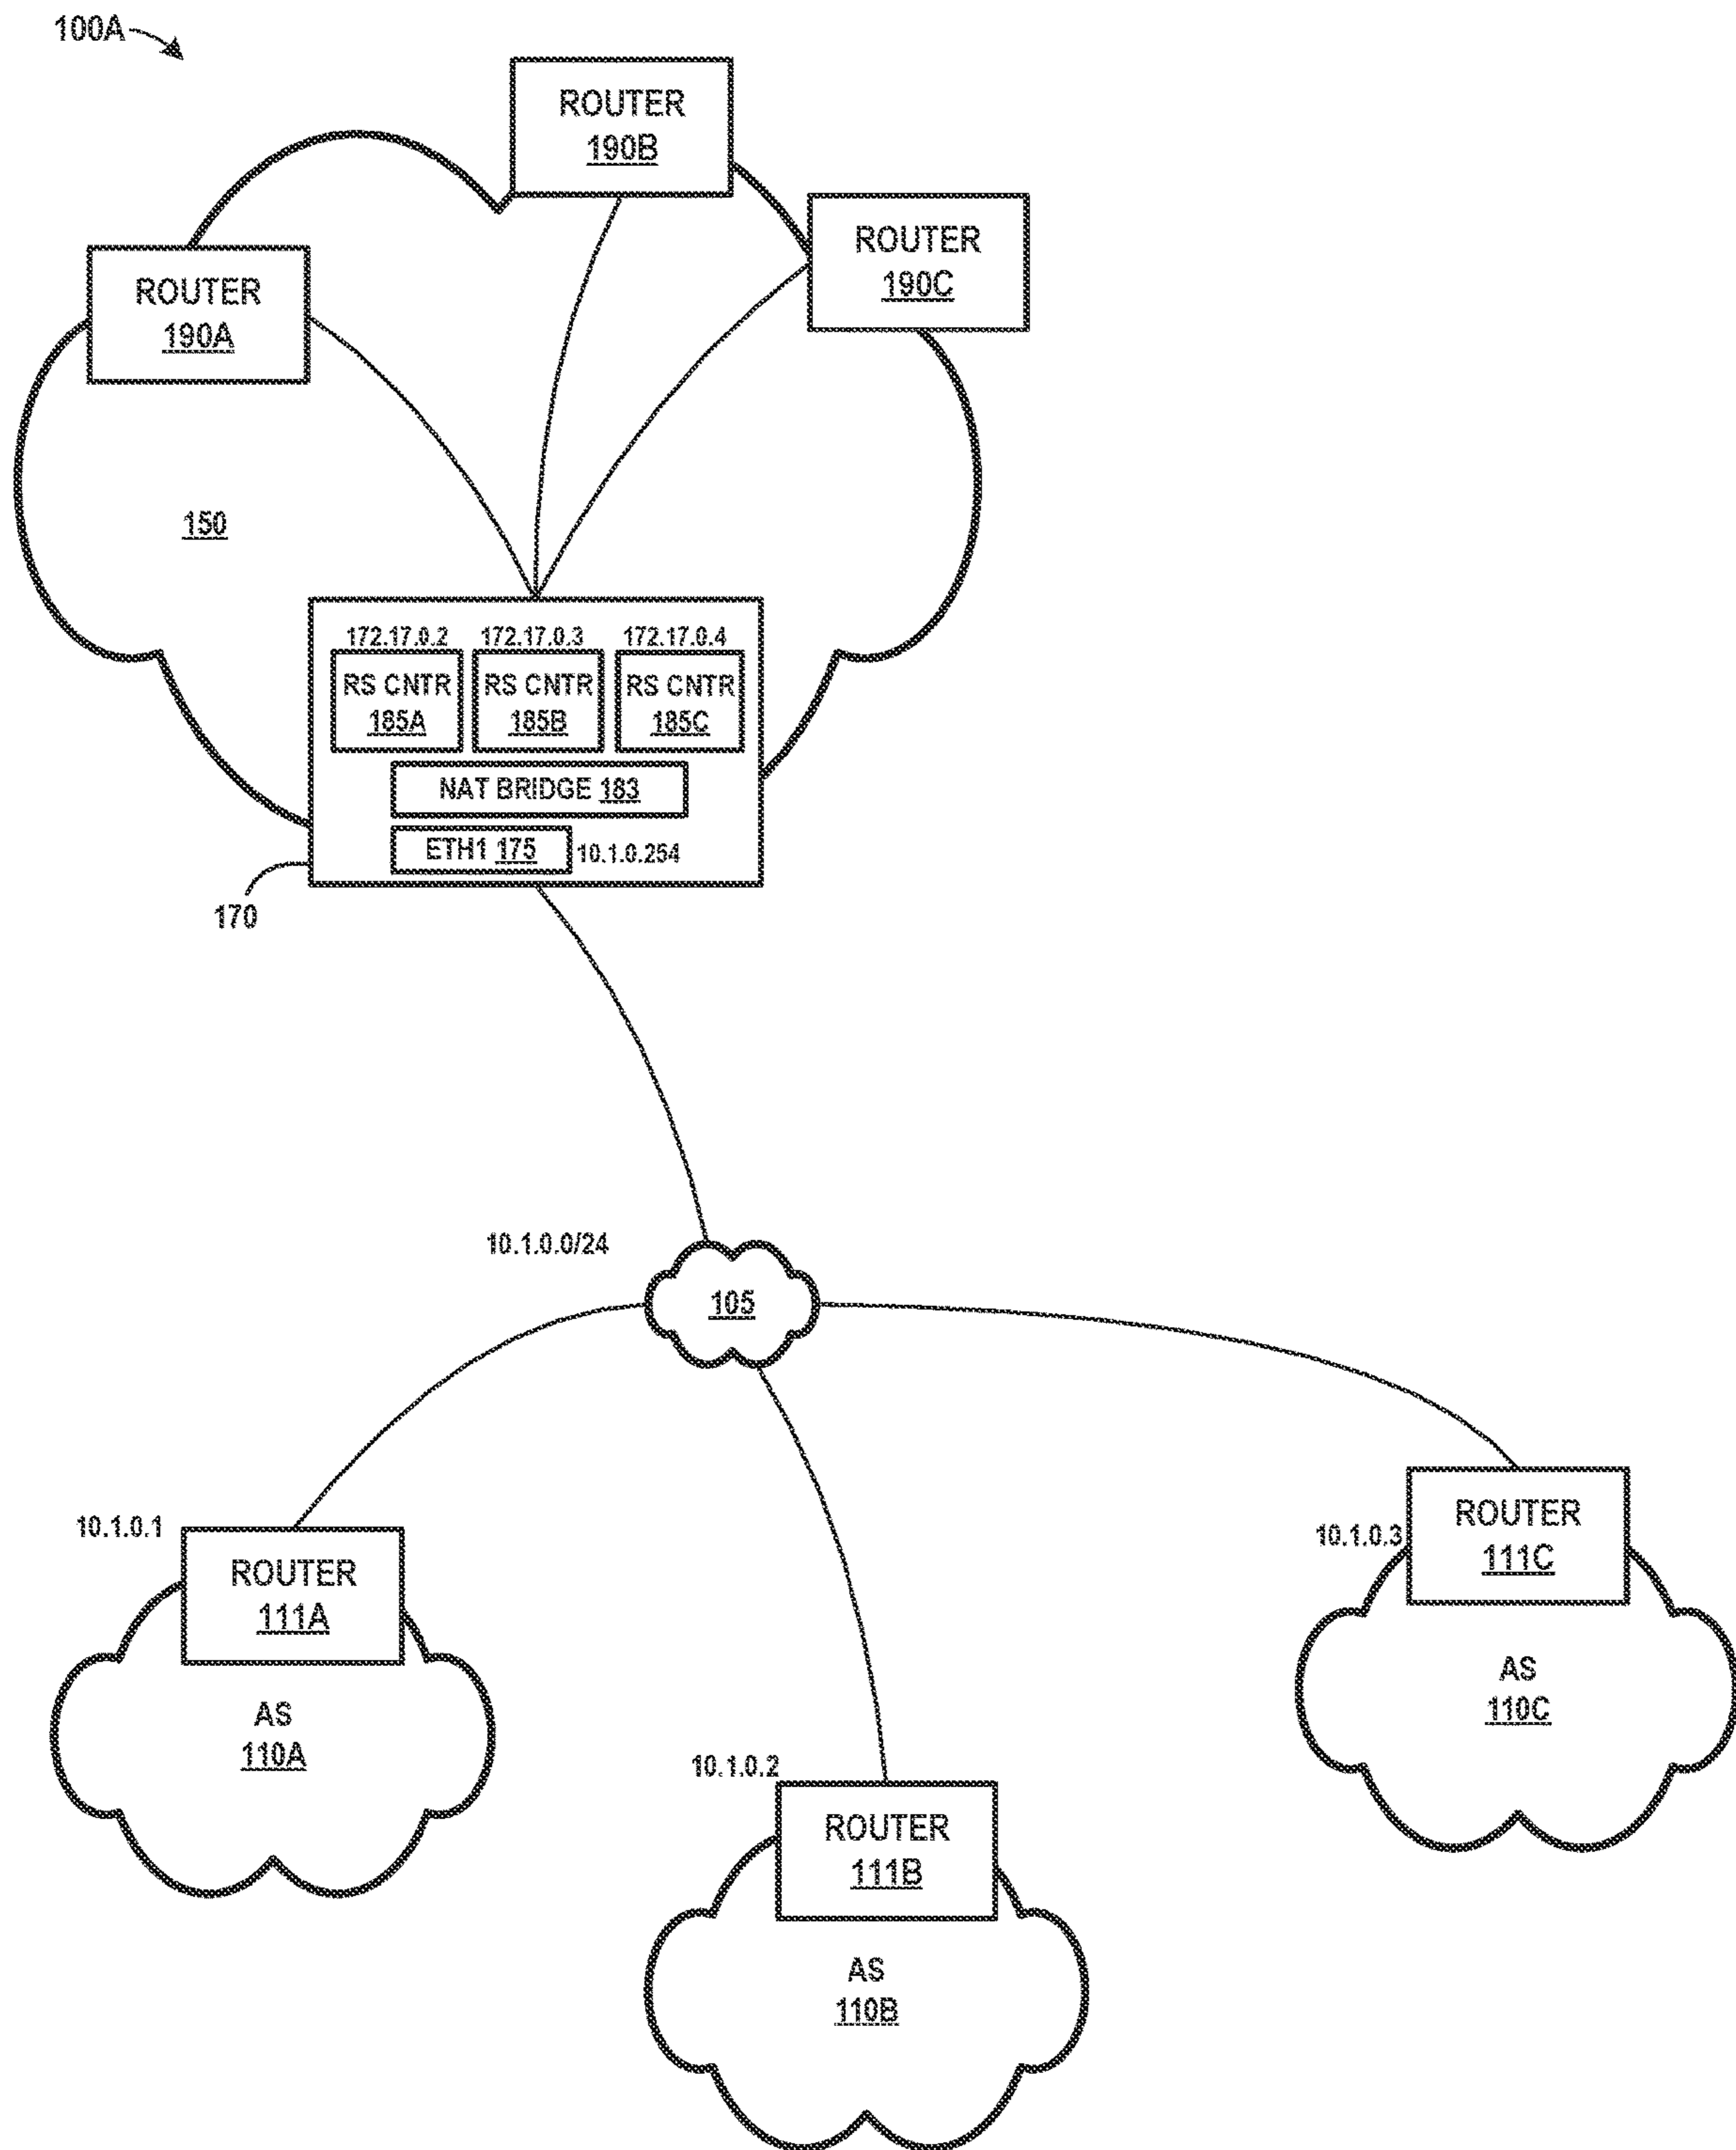 100A
ROUTER
190B
ROUTER
190C
ROUTER
190A
150
172.17.0.2 172.17.0.3 172.17.0.4
RS CNTR RS CNTR RS CNTR
185A 185B 185C
NAT BRIDGE 183
ETH1 175 10.1.0.254
170
10.1.0.0/24
105
10.1.0.1
ROUTER
111A
AS
110A
10.1.0.3
ROUTER
111C
AS
110C
10.1.0.2
ROUTER
111B
AS
110B